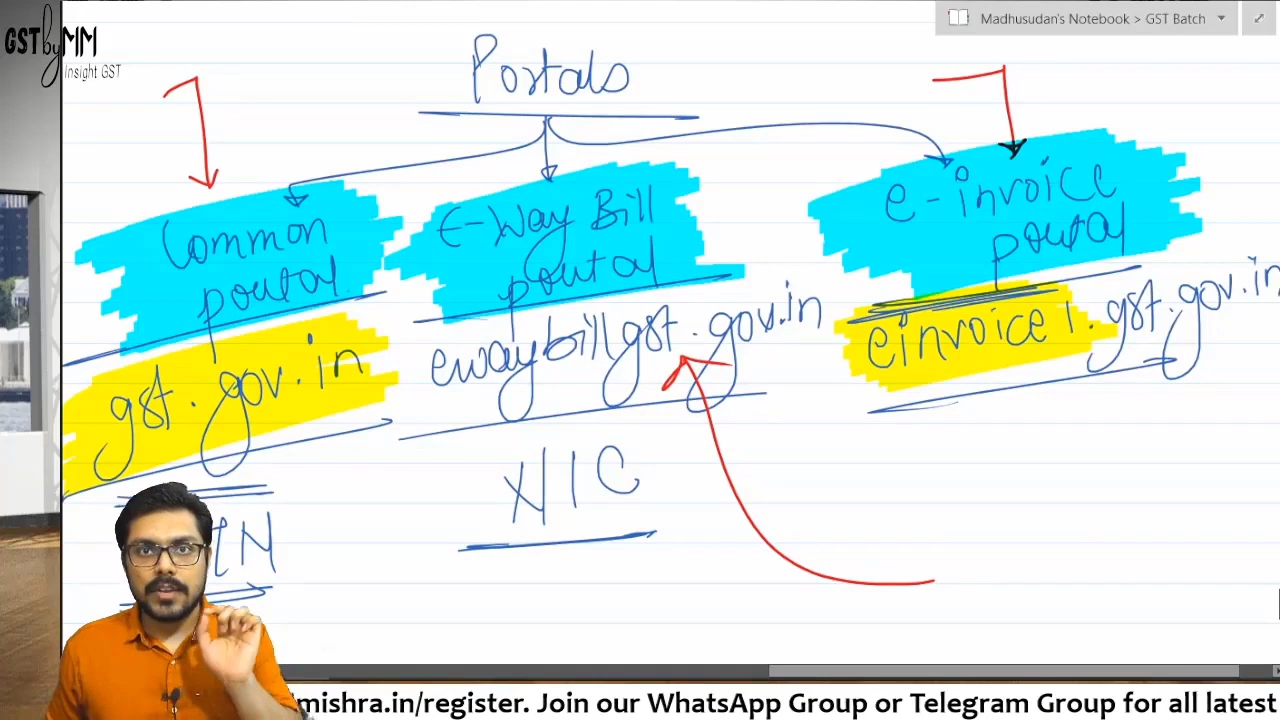 GST by MM
Insight GST
Madhusudan's Notebook > GST Batch
Portals
Common
portal
E-Way Bill
portal
e-invoice
portal
gst.gov.in
ewaybillgst.gov.in
einvoice1.gst.gov.in
NIC
N
mishra.in/register. Join our WhatsApp Group or Telegram Group for all latest